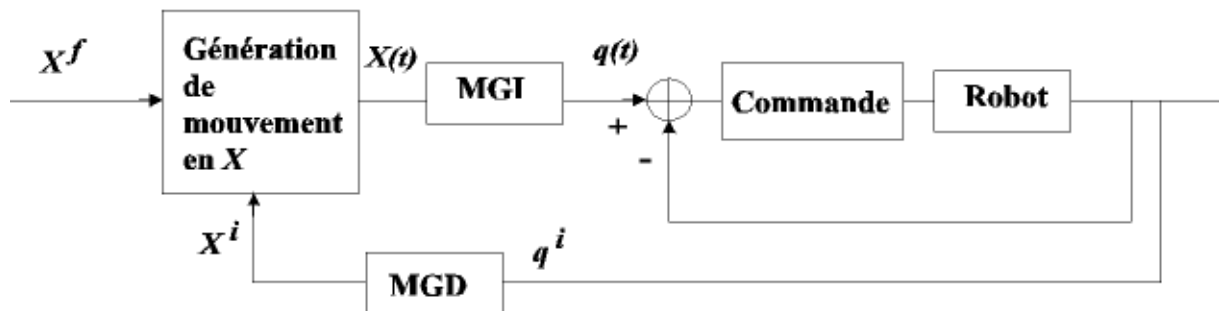 X^f
Génération
de
mouvement
en X
X(t)
MGI
q(t)
+
-
Commande
Robot
X^i
MGD
q^i